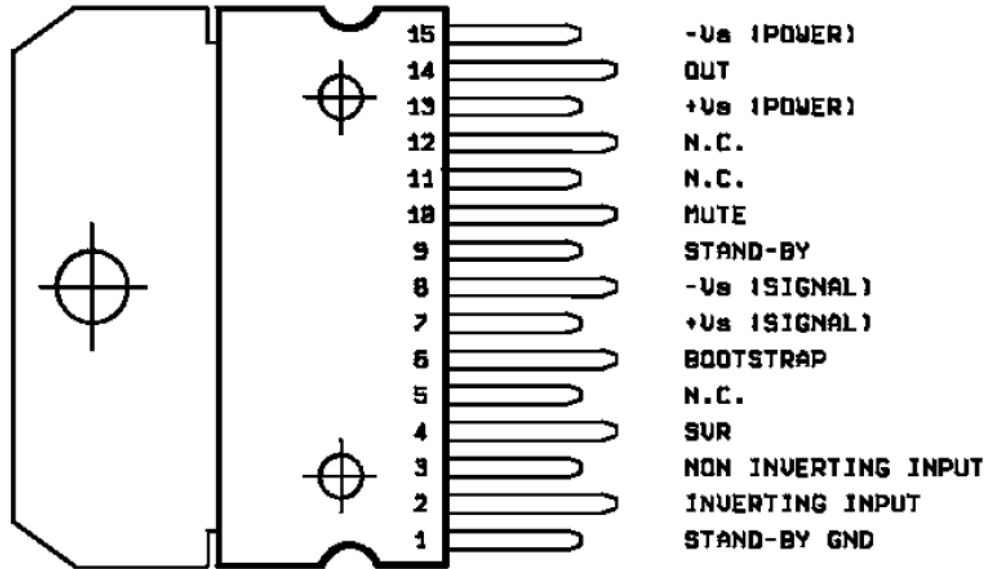 15 -Vs (POWER)
14 OUT
13 +Vs (POWER)
12 N.C.
11 N.C.
10 MUTE
9 STAND-BY
8 -Vs (SIGNAL)
7 +Vs (SIGNAL)
6 BOOTSTRAP
5 N.C.
4 SVR
3 NON INVERTING INPUT
2 INVERTING INPUT
1 STAND-BY GND